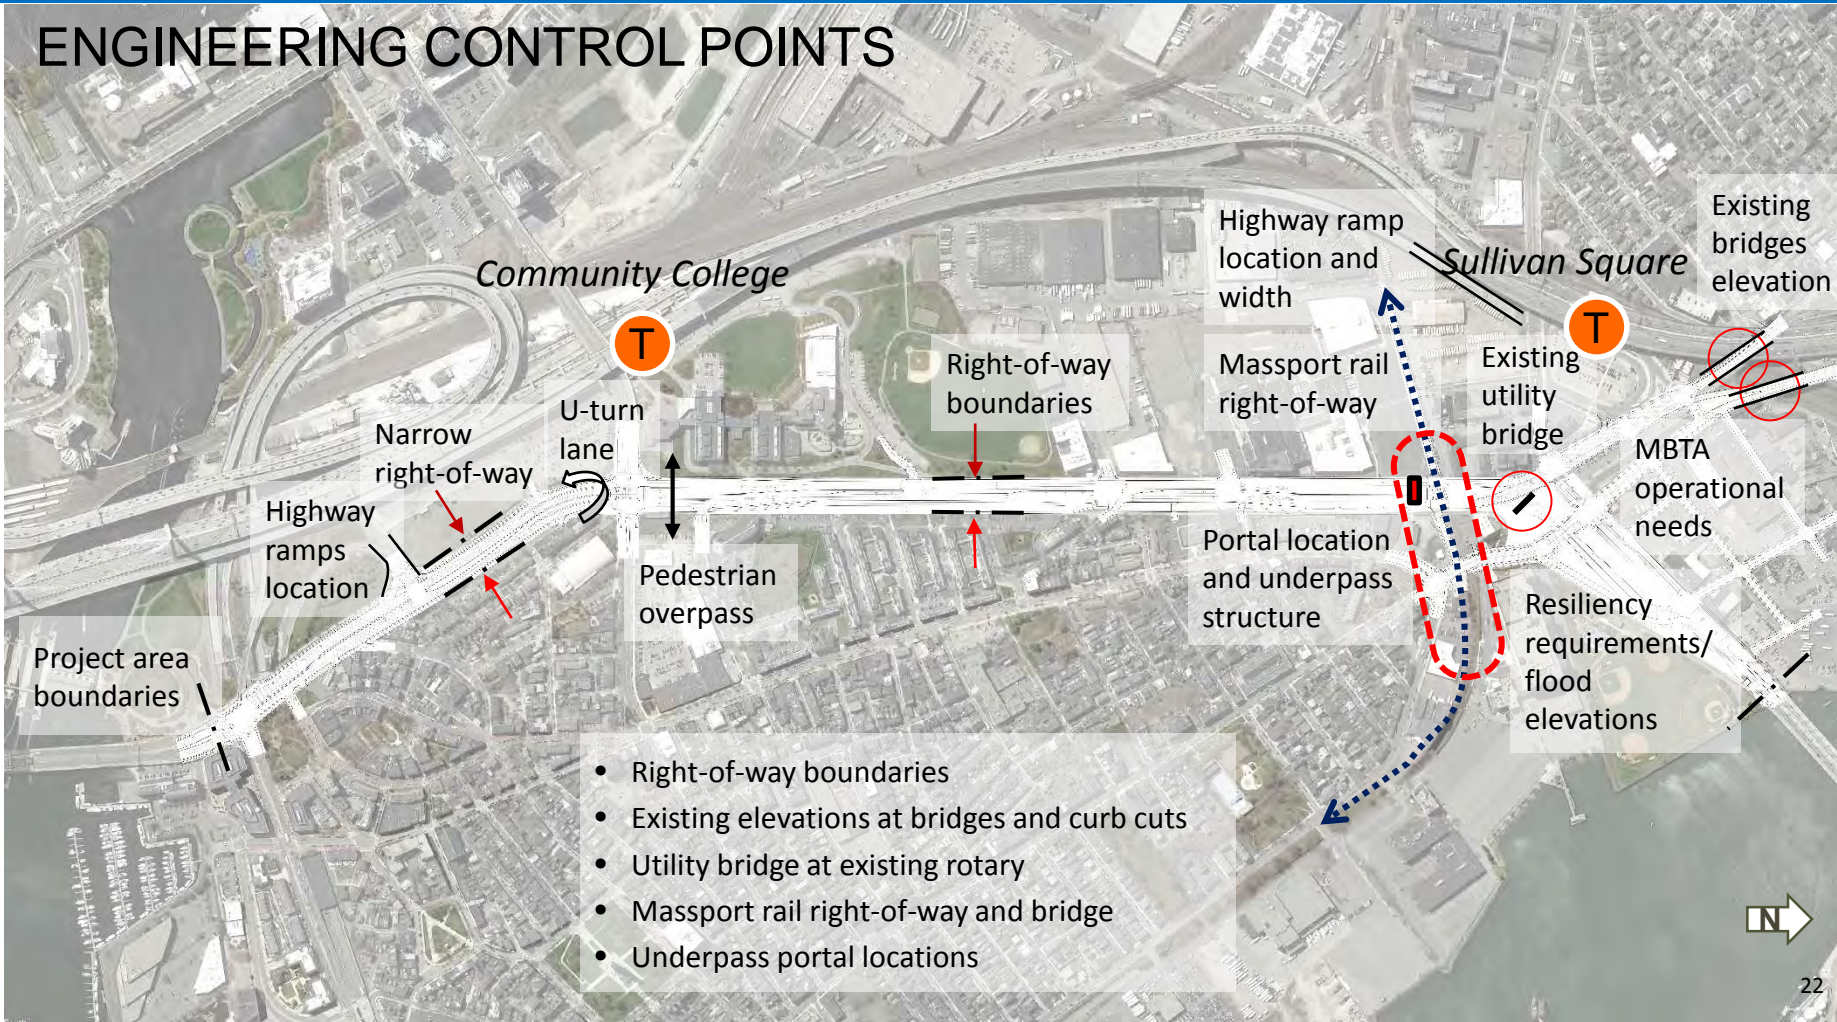 ENGINEERING CONTROL POINTS
Community College
T
Highway ramp
location and
width
Sullivan Square
T
Existing
bridges
elevation
Massport rail
right-of-way
Existing
utility
bridge
Right-of-way
boundaries
U-turn
lane
Narrow
right-of-way
Highway
ramps
location
MBTA
operational
needs
Pedestrian
overpass
Portal location
and underpass
structure
Resiliency
requirements/
flood
elevations
Project area
boundaries
• Right-of-way boundaries
• Existing elevations at bridges and curb cuts
• Utility bridge at existing rotary
• Massport rail right-of-way and bridge
• Underpass portal locations
N
22